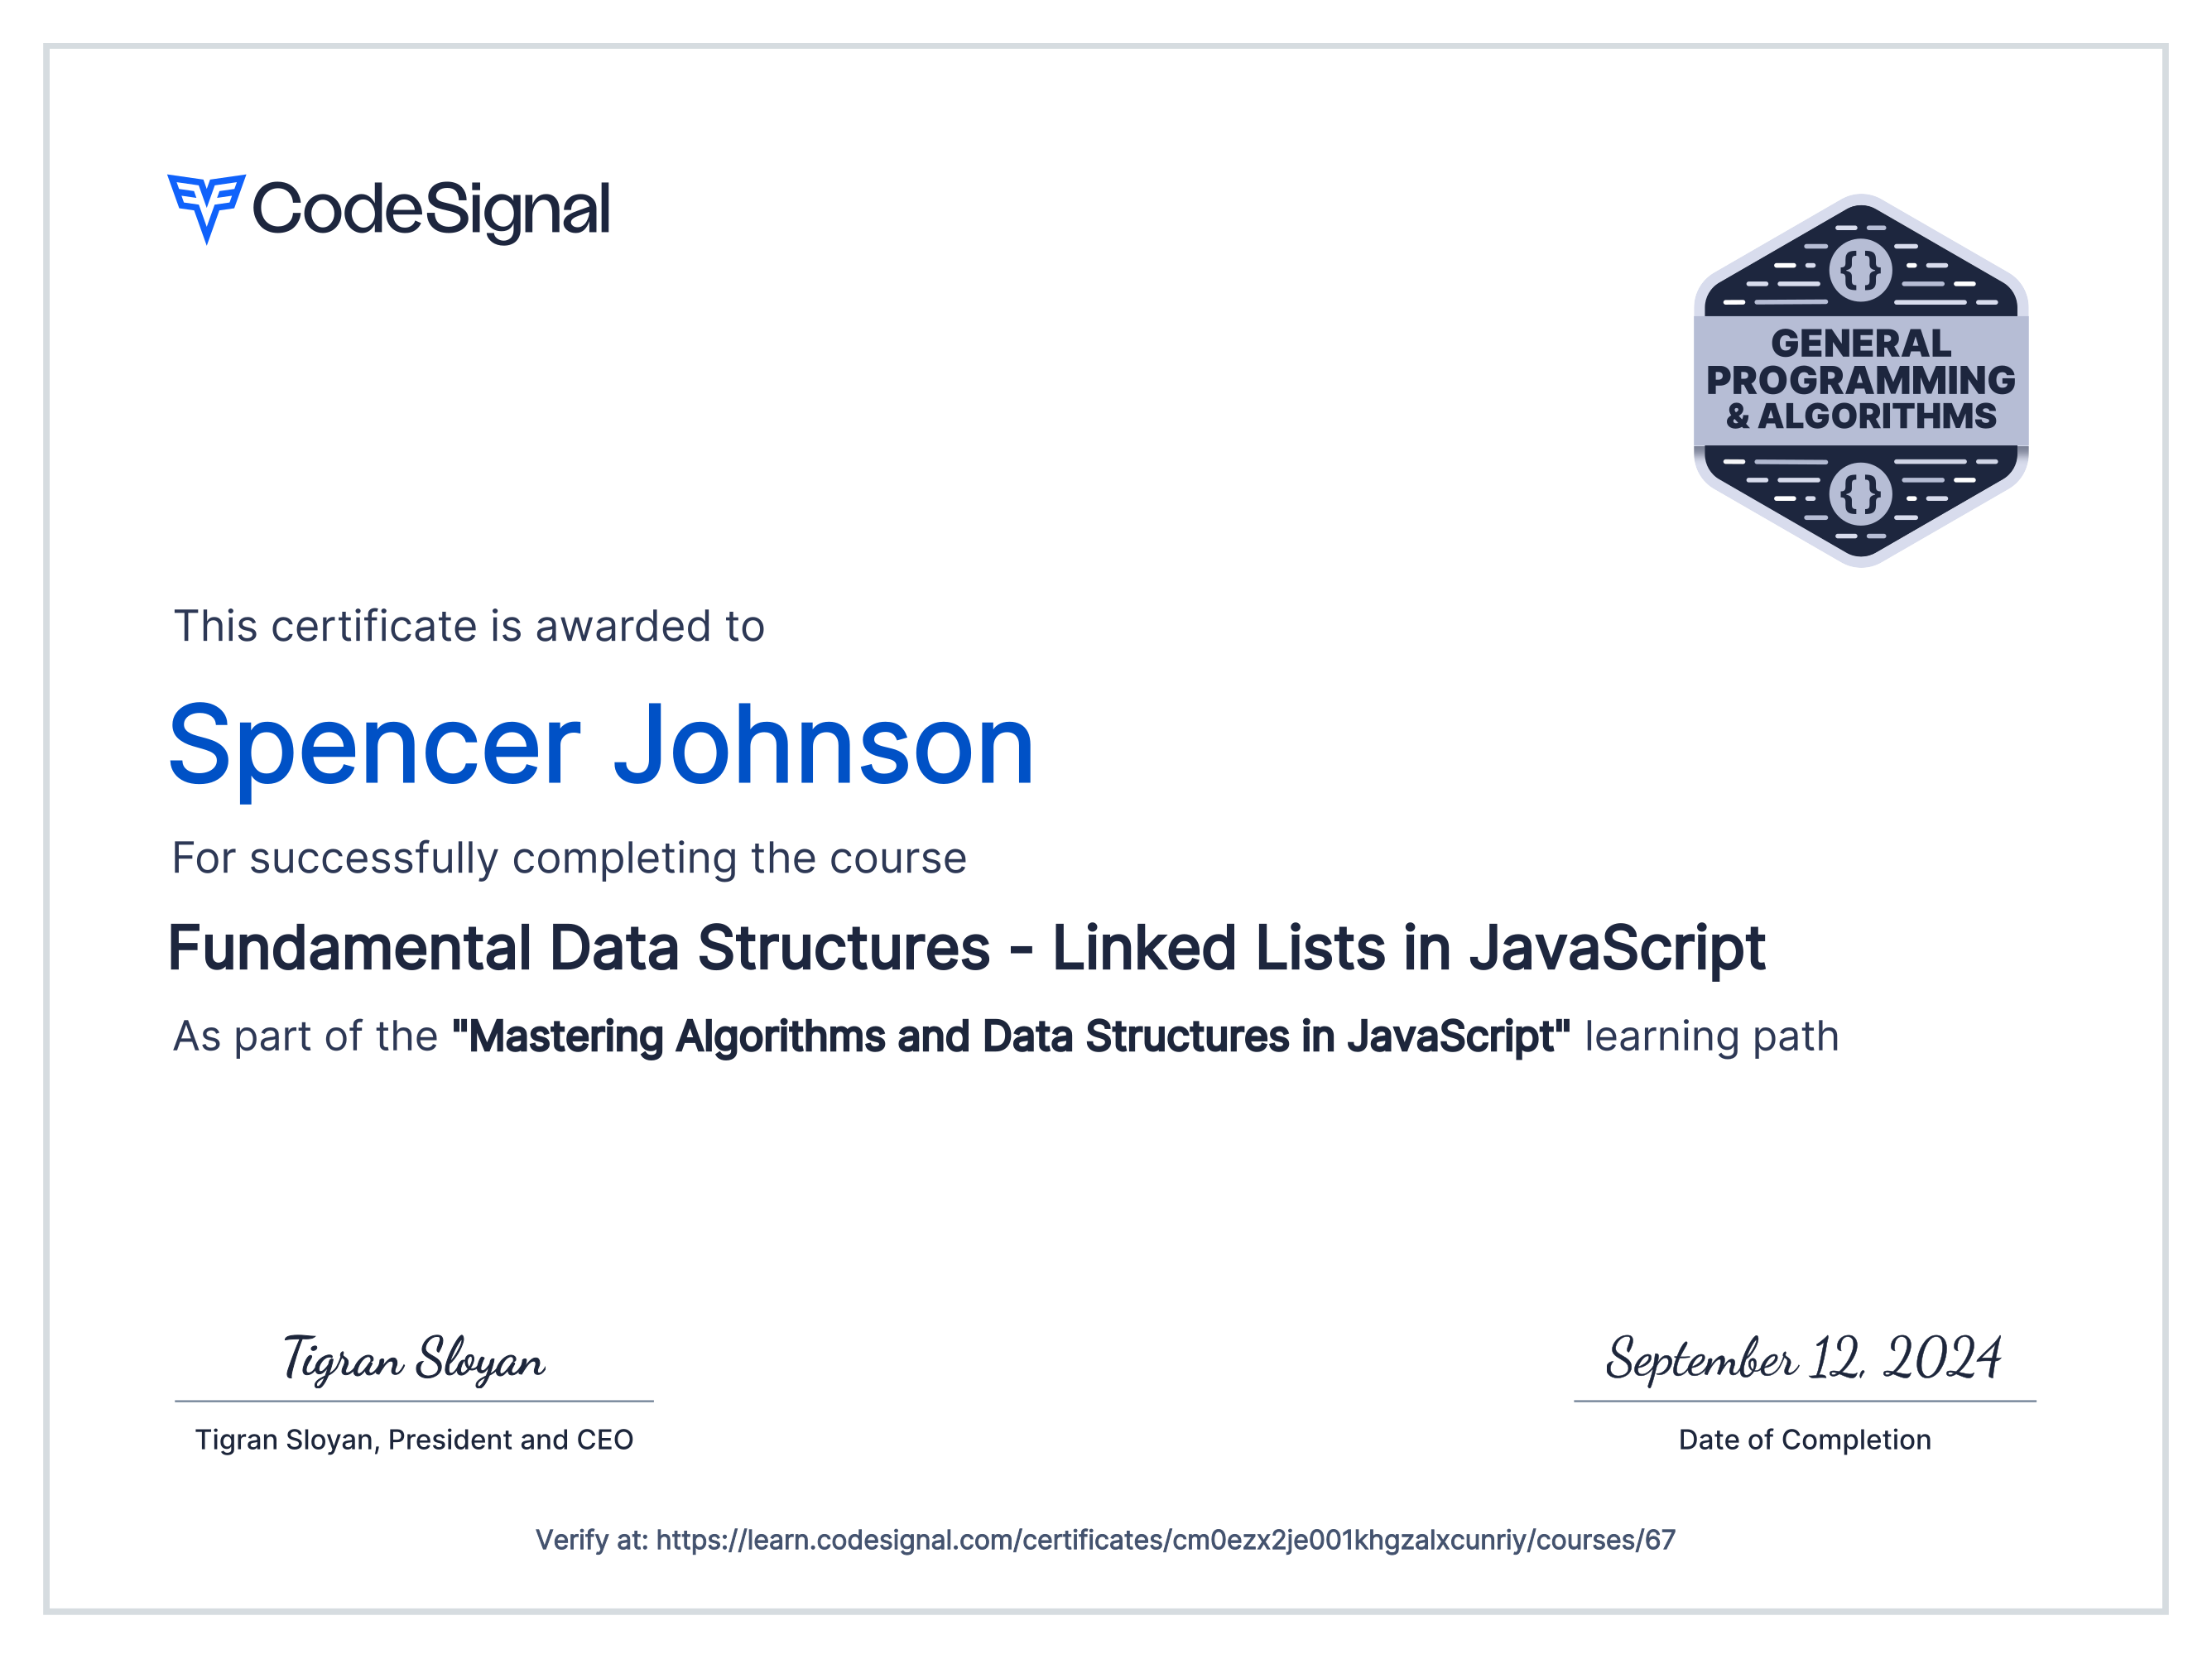 CodeSignal
{}
GENERAL
PROGRAMMING
& ALGORITHMS
{}
This certificate is awarded to
Spencer Johnson
For successfully completing the course
Fundamental Data Structures - Linked Lists in JavaScript
As part of the "Mastering Algorithms and Data Structures in JavaScript" learning path
Tigran Sloyan
Tigran Sloyan, President and CEO
September 12, 2024
Date of Completion
Verify at: https://learn.codesignal.com/certificates/cm0ezx2je001khgzalxcunriy/courses/67